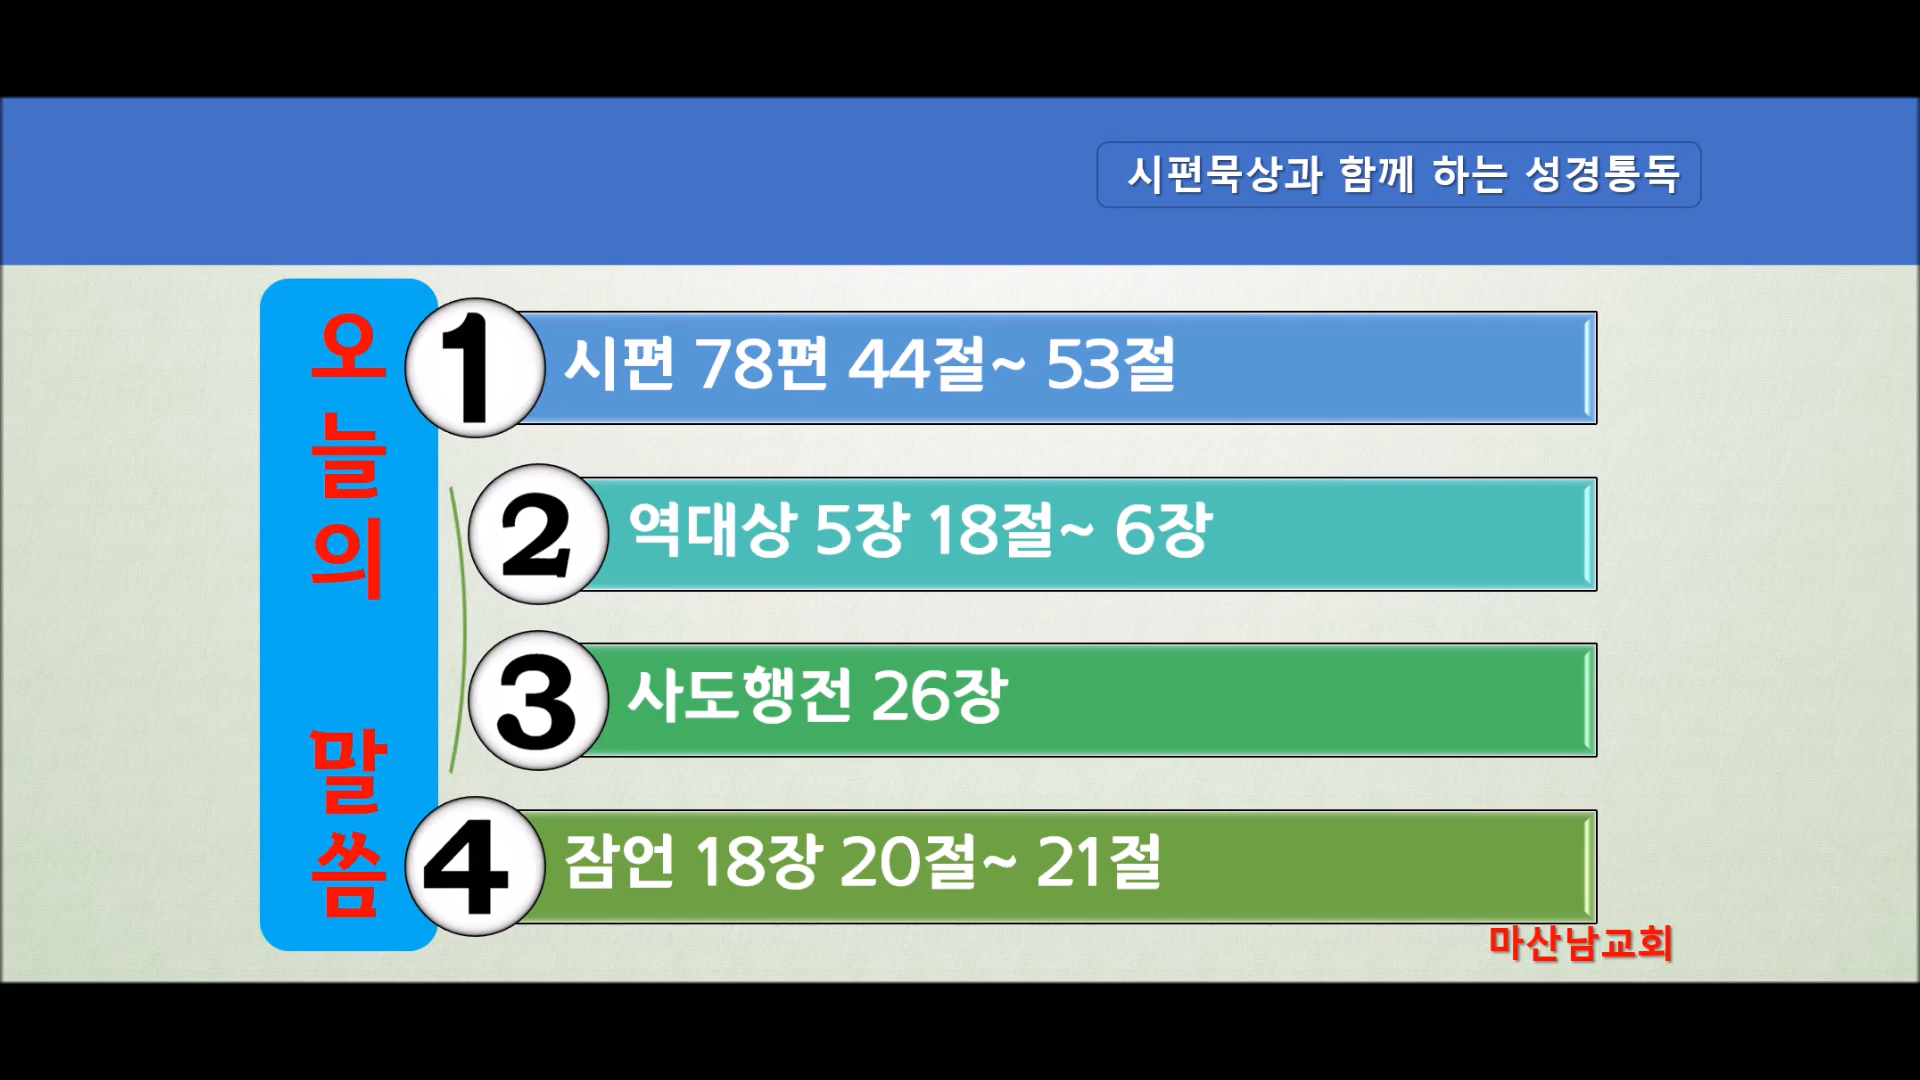 시편묵상과 함께 하는 성경통독
오늘의 말씀
1 시편 78편 44절~ 53절
2 역대상 5장 18절~ 6장
3 사도행전 26장
4 잠언 18장 20절~ 21절
마산남교회